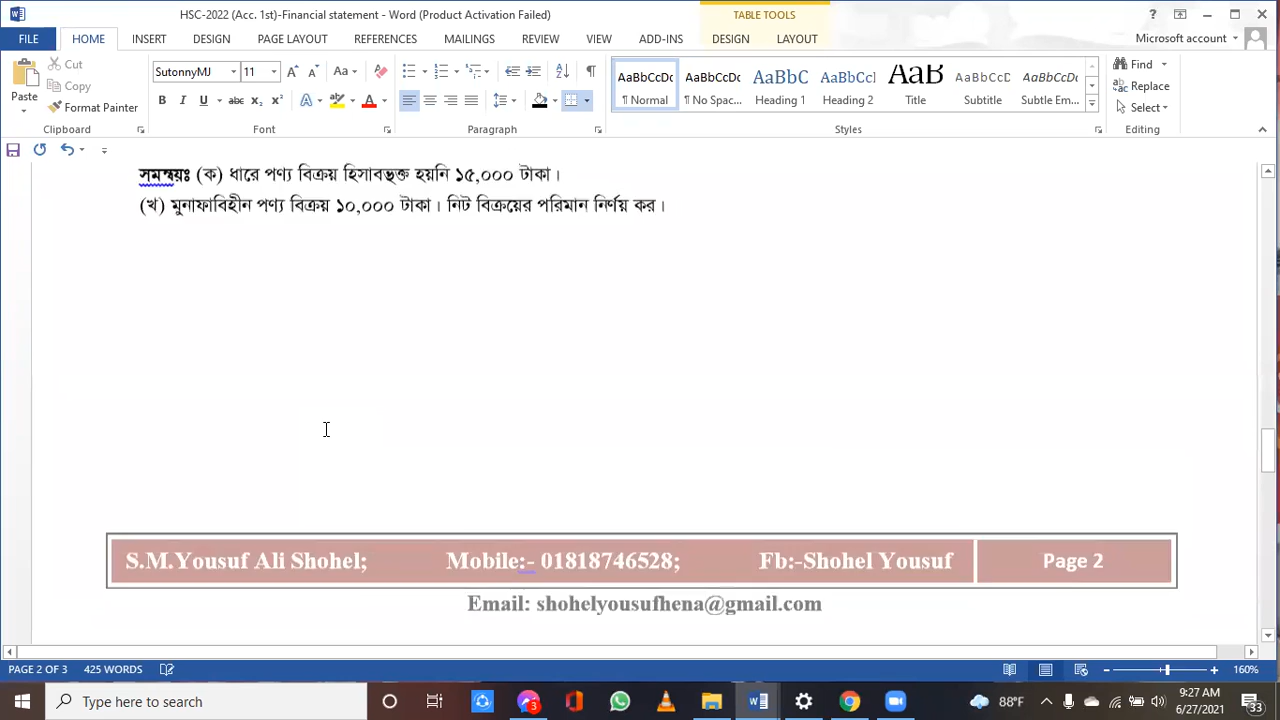 HSC-2022 (Acc. 1st)-Financial statement - Word (Product Activation Failed)
TABLE TOOLS
FILE HOME INSERT DESIGN PAGE LAYOUT REFERENCES MAILINGS REVIEW VIEW ADD-INS DESIGN LAYOUT Microsoft account
Cut
Copy
Format Painter
Paste
SutonnyMJ 11
AaBbCcDc ¶ Normal
AaBbCcDc ¶ No Spac...
AaBbC Heading 1
AaBbCcI Heading 2
AaB Title
AaBbCcD Subtitle
AaBbCcDc Subtle Em...
Find
Replace
Select
Clipboard Font Paragraph Styles Editing
সমন্বয়ঃ (ক) ধারে পণ্য বিক্রয় হিসাবভূক্ত হয়নি ১৫,০০০ টাকা।
(খ) মুনাফাবিহীন পণ্য বিক্রয় ১০,০০০ টাকা। নিট বিক্রয়ের পরিমান নির্ণয় কর।
S.M.Yousuf Ali Shohel; Mobile:- 01818746528; Fb:-Shohel Yousuf Page 2
Email: shohelyousufhena@gmail.com
PAGE 2 OF 3 425 WORDS 160%
Type here to search 3 88°F 9:27 AM
6/27/2021 33